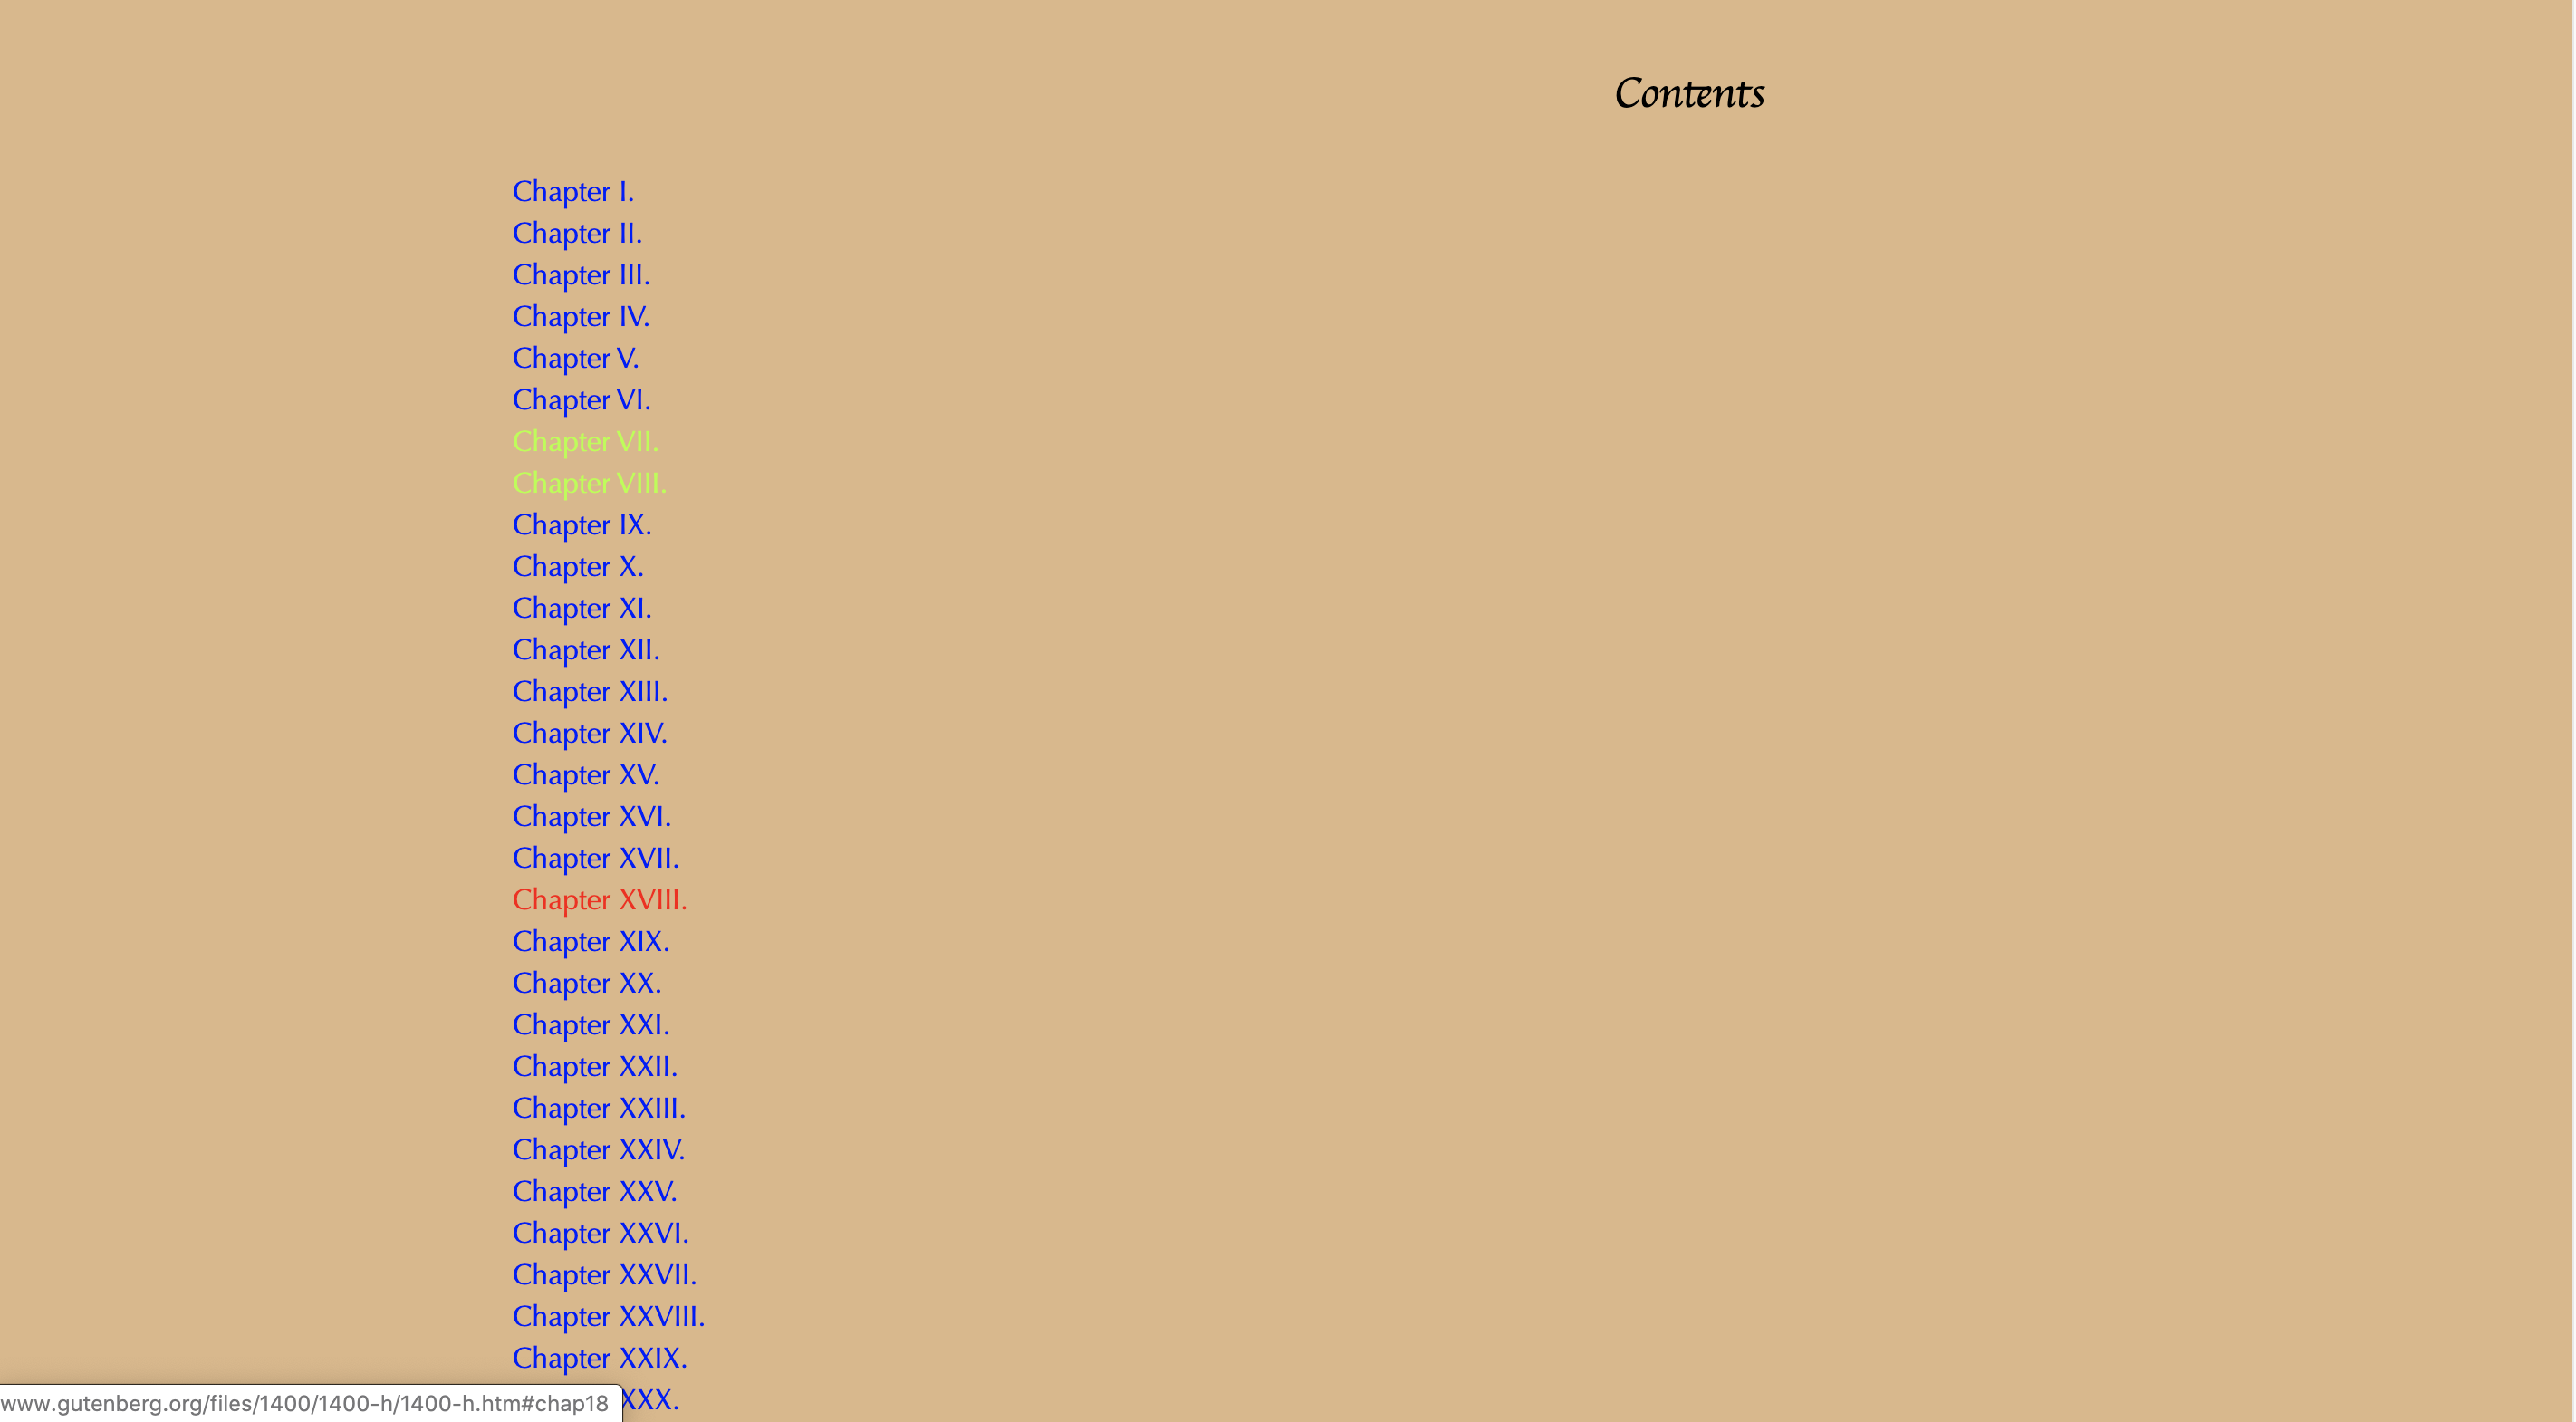 Contents
Chapter I.
Chapter II.
Chapter III.
Chapter IV.
Chapter V.
Chapter VI.
Chapter VII.
Chapter VIII.
Chapter IX.
Chapter X.
Chapter XI.
Chapter XII.
Chapter XIII.
Chapter XIV.
Chapter XV.
Chapter XVI.
Chapter XVII.
Chapter XVIII.
Chapter XIX.
Chapter XX.
Chapter XXI.
Chapter XXII.
Chapter XXIII.
Chapter XXIV.
Chapter XXV.
Chapter XXVI.
Chapter XXVII.
Chapter XXVIII.
Chapter XXIX.
XXX.
www.gutenberg.org/files/1400/1400-h/1400-h.htm#chap18